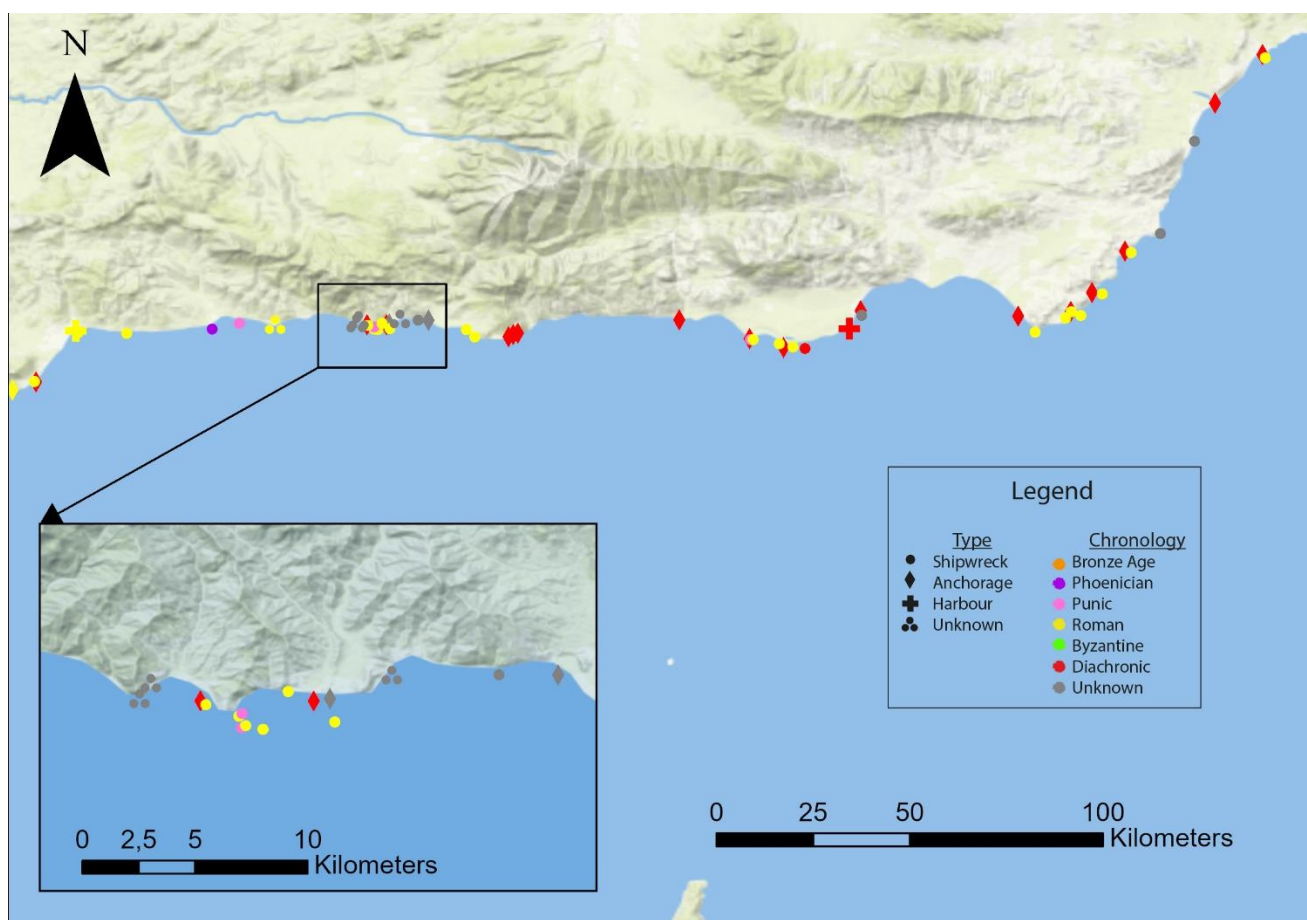 N
Legend
Type
Shipwreck
Anchorage
Harbour
Unknown
Chronology
Bronze Age
Phoenician
Punic
Roman
Byzantine
Diachronic
Unknown
0 2,5 5 10
Kilometers
0 25 50 100
Kilometers